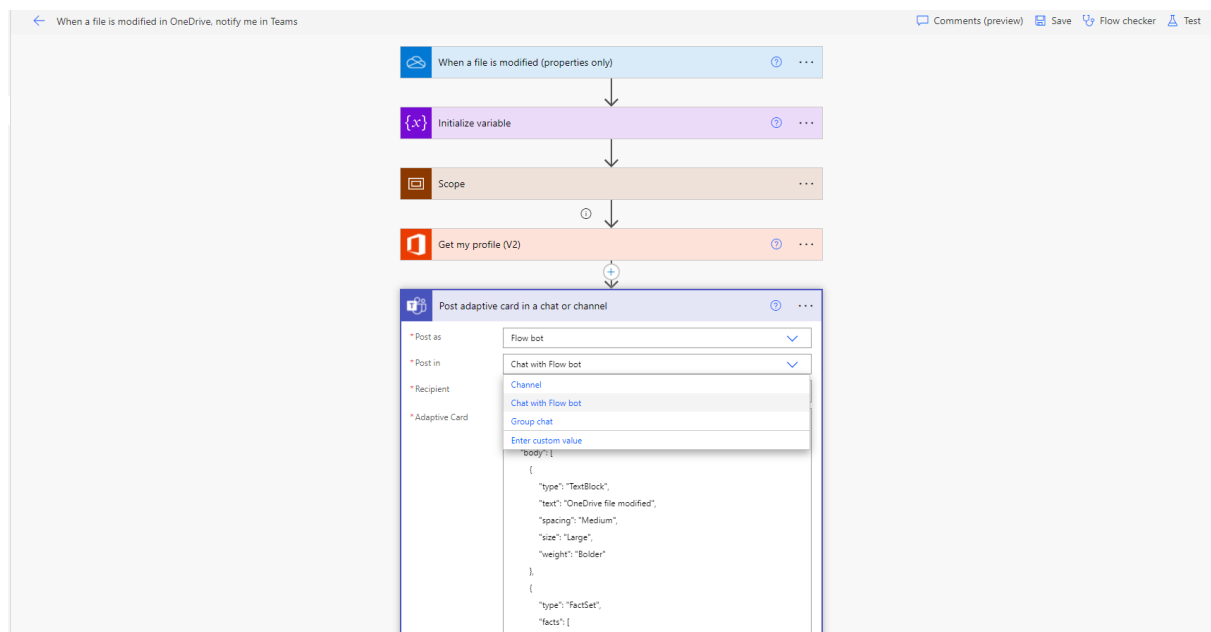 When a file is modified in OneDrive, notify me in Teams
Comments (preview) Save Flow checker Test
When a file is modified (properties only)
{x} Initialize variable
Scope
Get my profile (V2)
Post adaptive card in a chat or channel
* Post as Flow bot
* Post in Chat with Flow bot
* Recipient
Channel
Chat with Flow bot
* Adaptive Card
Group chat
Enter custom value
"body": [
{
"type": "TextBlock",
"text": "OneDrive file modified",
"spacing": "Medium",
"size": "Large",
"weight": "Bolder"
},
{
"type": "FactSet",
"facts": [